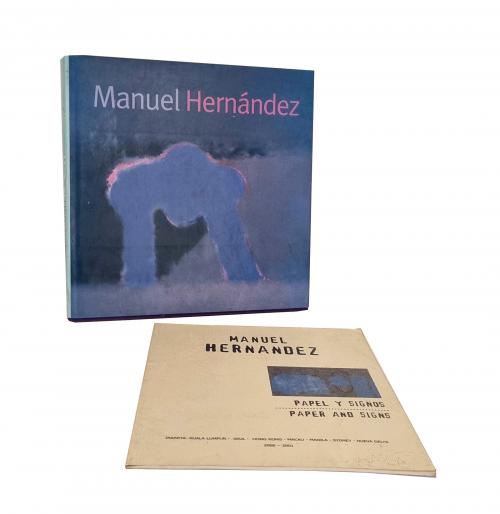 Manuel Hernández
MANUEL
HERNANDEZ
PAPEL Y SIGNOS
PAPER AND SIGNS
KUALA LUMPUR - SEUL - HONG KONG - MACAU - MANILA - SYDNEY - NUEVA DELHI
2000 - 2001